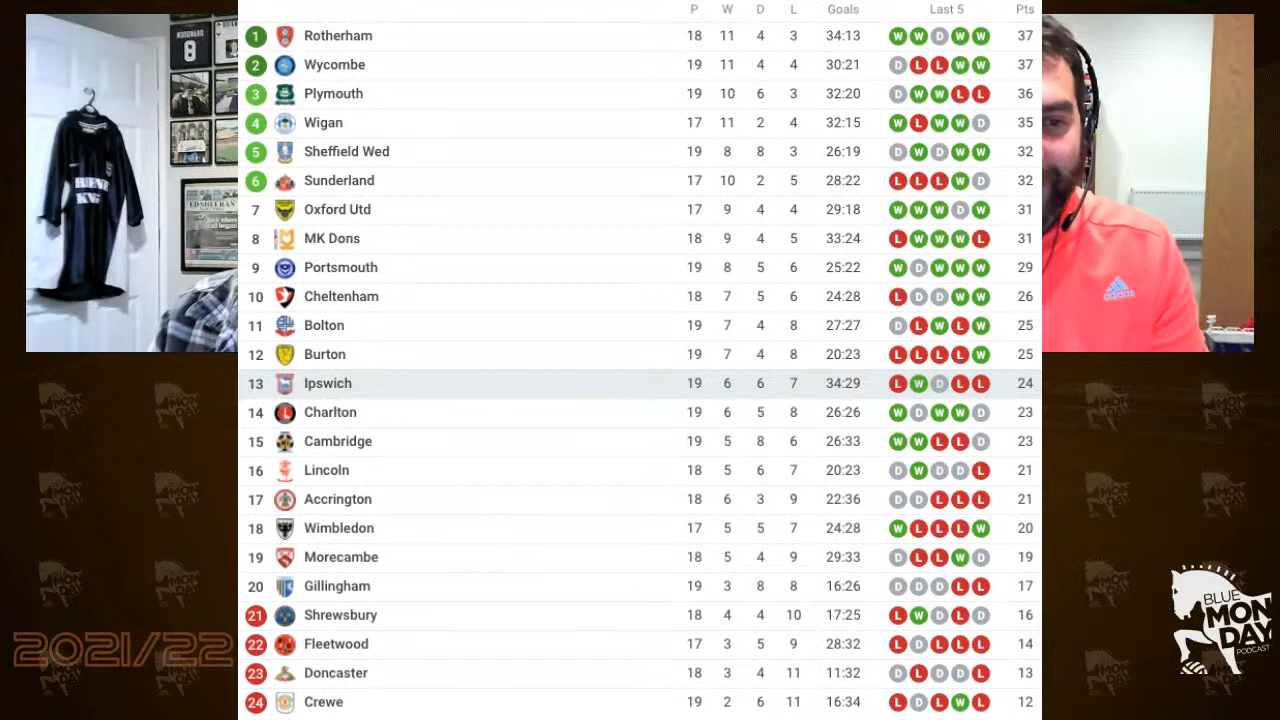 P W D L Goals Last 5 Pts
1 Rotherham 18 11 4 3 34:13 W W D W W 37
2 Wycombe 19 11 4 4 30:21 D L L W W 37
3 Plymouth 19 10 6 3 32:20 D W W L L 36
4 Wigan 17 11 2 4 32:15 W L W W D 35
5 Sheffield Wed 19 8 8 3 26:19 D W D W W 32
6 Sunderland 17 10 2 5 28:22 L L L W D 32
7 Oxford Utd 17 9 4 4 29:18 W W W D W 31
8 MK Dons 18 9 4 5 33:24 L W W W L 31
9 Portsmouth 19 8 5 6 25:22 W D W W W 29
10 Cheltenham 18 7 5 6 24:28 L D D W W 26
11 Bolton 19 7 4 8 27:27 D L W L W 25
12 Burton 19 7 4 8 20:23 L L L L W 25
13 Ipswich 19 6 6 7 34:29 L W D L L 24
14 Charlton 19 6 5 8 26:26 W D W W D 23
15 Cambridge 19 5 8 6 26:33 W W L L D 23
16 Lincoln 18 5 6 7 20:23 D W D D L 21
17 Accrington 18 6 3 9 22:36 D D L L L 21
18 Wimbledon 17 5 5 7 24:28 W L L L W 20
19 Morecambe 18 5 4 9 29:33 D L L W D 19
20 Gillingham 19 3 8 8 16:26 D D D L L 17
21 Shrewsbury 18 4 4 10 17:25 L W D L D 16
22 Fleetwood 17 3 5 9 28:32 L D L L L 14
23 Doncaster 18 3 4 11 11:32 D L D D L 13
24 Crewe 19 2 6 11 16:34 L D L W L 12
8
ED SHEERAN
adidas
2021/22
BLUE
MON
DAY
PODCAST